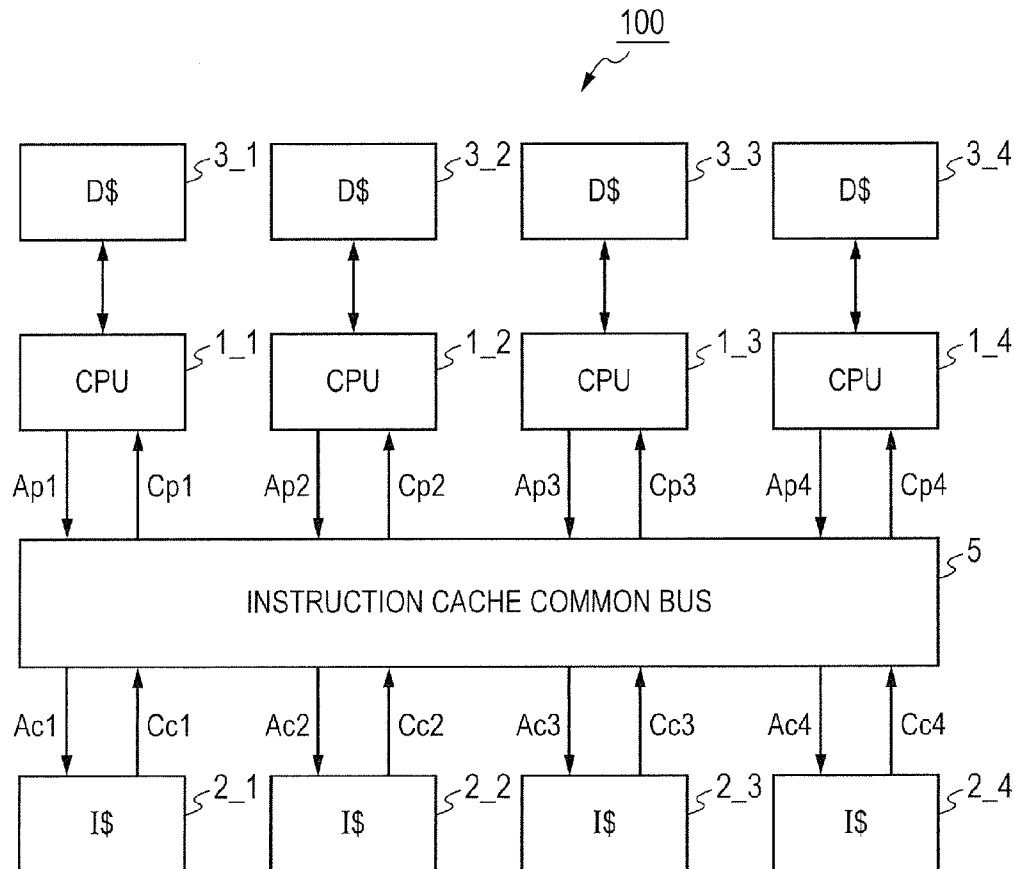 100
3_1 3_2 3_3 3_4
D$ D$ D$ D$
1_1 1_2 1_3 1_4
CPU CPU CPU CPU
Ap1 Cp1 Ap2 Cp2 Ap3 Cp3 Ap4 Cp4
5
INSTRUCTION CACHE COMMON BUS
Ac1 Cc1 Ac2 Cc2 Ac3 Cc3 Ac4 Cc4
2_1 2_2 2_3 2_4
I$ I$ I$ I$